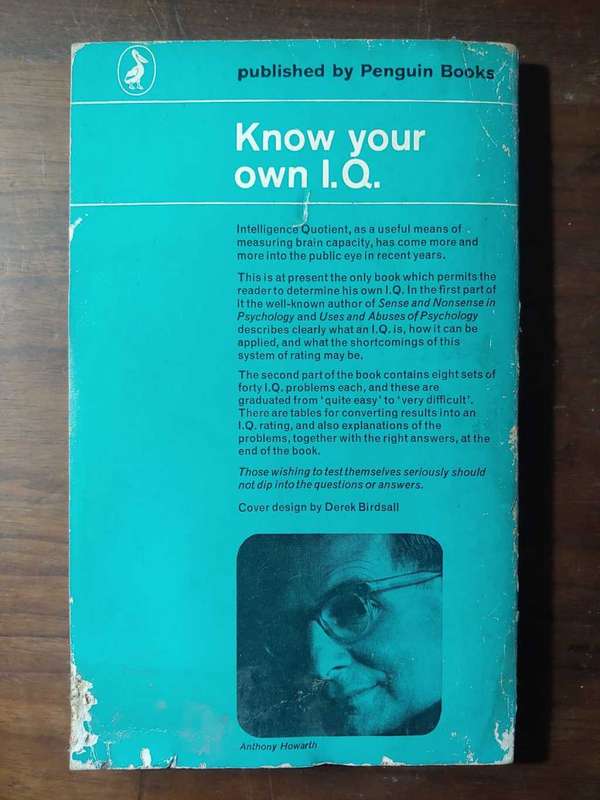 published by Penguin Books
Know your
own I.Q.
Intelligence Quotient, as a useful means of
measuring brain capacity, has come more and
more into the public eye in recent years.
This is at present the only book which permits the
reader to determine his own I.Q. In the first part of
it the well-known author of Sense and Nonsense in
Psychology and Uses and Abuses of Psychology
describes clearly what an I.Q. is, how it can be
applied, and what the shortcomings of this
system of rating may be.
The second part of the book contains eight sets of
forty I.Q. problems each, and these are
graduated from ‘quite easy’ to ‘very difficult’.
There are tables for converting results into an
I.Q. rating, and also explanations of the
problems, together with the right answers, at the
end of the book.
Those wishing to test themselves seriously should
not dip into the questions or answers.
Cover design by Derek Birdsall
Anthony Howarth